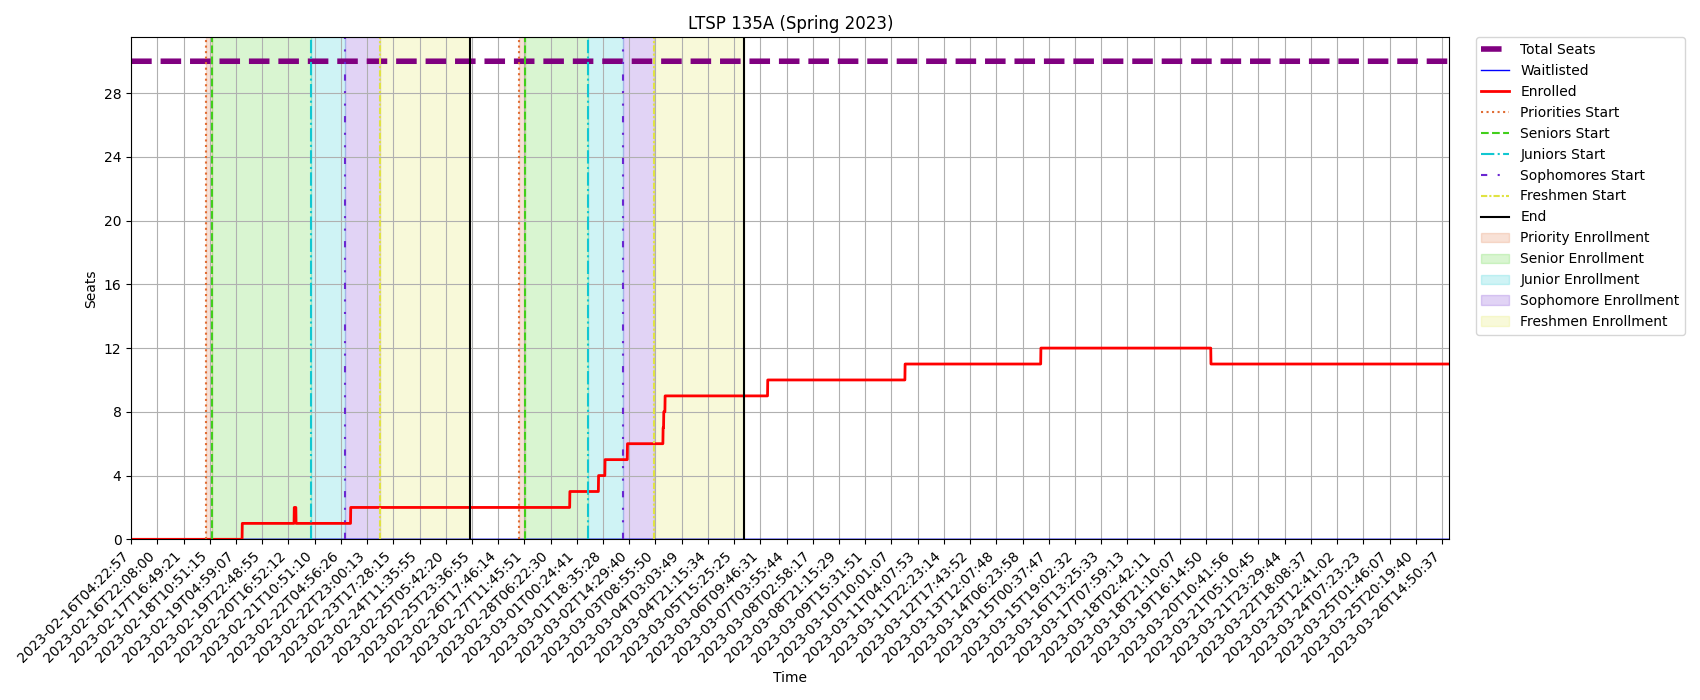 LTSP 135A (Spring 2023)
Seats
28
24
20
16
12
8
4
0
2023-02-16T04:22:57
2023-02-16T22:08:00
2023-02-17T16:49:21
2023-02-18T10:51:15
2023-02-19T04:59:07
2023-02-19T22:48:55
2023-02-20T16:52:12
2023-02-21T10:51:10
2023-02-22T04:56:26
2023-02-22T23:00:13
2023-02-23T17:28:15
2023-02-24T11:35:55
2023-02-25T05:42:20
2023-02-25T23:36:55
2023-02-26T17:46:14
2023-02-27T11:45:51
2023-02-28T06:22:30
2023-03-01T00:24:41
2023-03-01T18:35:28
2023-03-02T14:29:40
2023-03-03T08:55:50
2023-03-04T03:03:49
2023-03-04T21:15:34
2023-03-05T15:25:25
2023-03-06T09:46:31
2023-03-07T03:55:44
2023-03-08T02:58:17
2023-03-08T21:15:29
2023-03-09T15:31:51
2023-03-10T10:01:07
2023-03-11T04:07:53
2023-03-11T22:23:14
2023-03-12T17:43:52
2023-03-13T12:07:48
2023-03-14T06:23:58
2023-03-15T00:37:47
2023-03-15T19:02:32
2023-03-16T13:25:33
2023-03-17T07:59:13
2023-03-18T02:42:11
2023-03-18T21:10:07
2023-03-19T16:14:50
2023-03-20T10:41:56
2023-03-21T05:10:45
2023-03-21T23:29:44
2023-03-22T18:08:37
2023-03-23T12:41:02
2023-03-24T07:23:23
2023-03-25T01:46:07
2023-03-25T20:19:40
2023-03-26T14:50:37
Time
Total Seats
Waitlisted
Enrolled
Priorities Start
Seniors Start
Juniors Start
Sophomores Start
Freshmen Start
End
Priority Enrollment
Senior Enrollment
Junior Enrollment
Sophomore Enrollment
Freshmen Enrollment